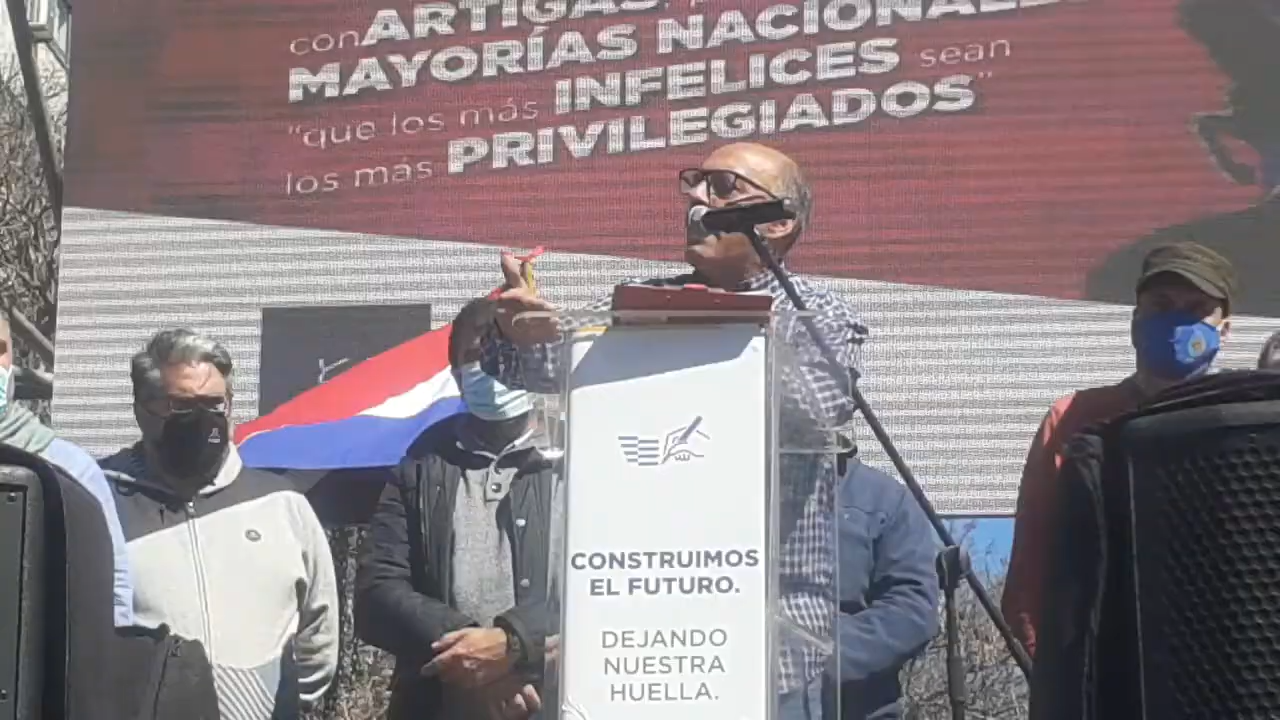 con ARTIGAS,
MAYORÍAS NACIONALES
"que los más INFELICES sean
los más PRIVILEGIADOS"
CONSTRUIMOS
EL FUTURO.
DEJANDO
NUESTRA
HUELLA.